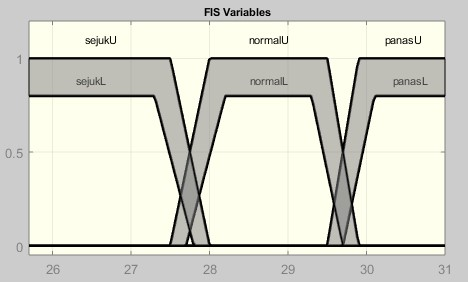 FIS Variables
sejukU normalU panasU
1
sejukL normalL panasL
0.5
0
26 27 28 29 30 31